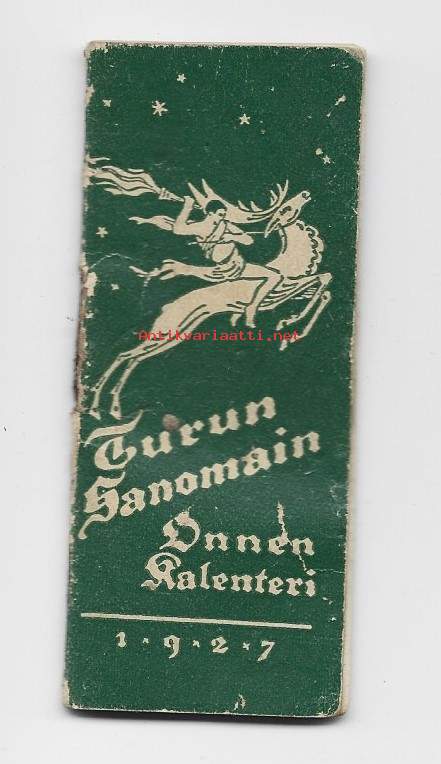 Antikvariaatti.net
Turun
Sanomain
Onnen
Kalenteri
1 * 9 * 2 * 7